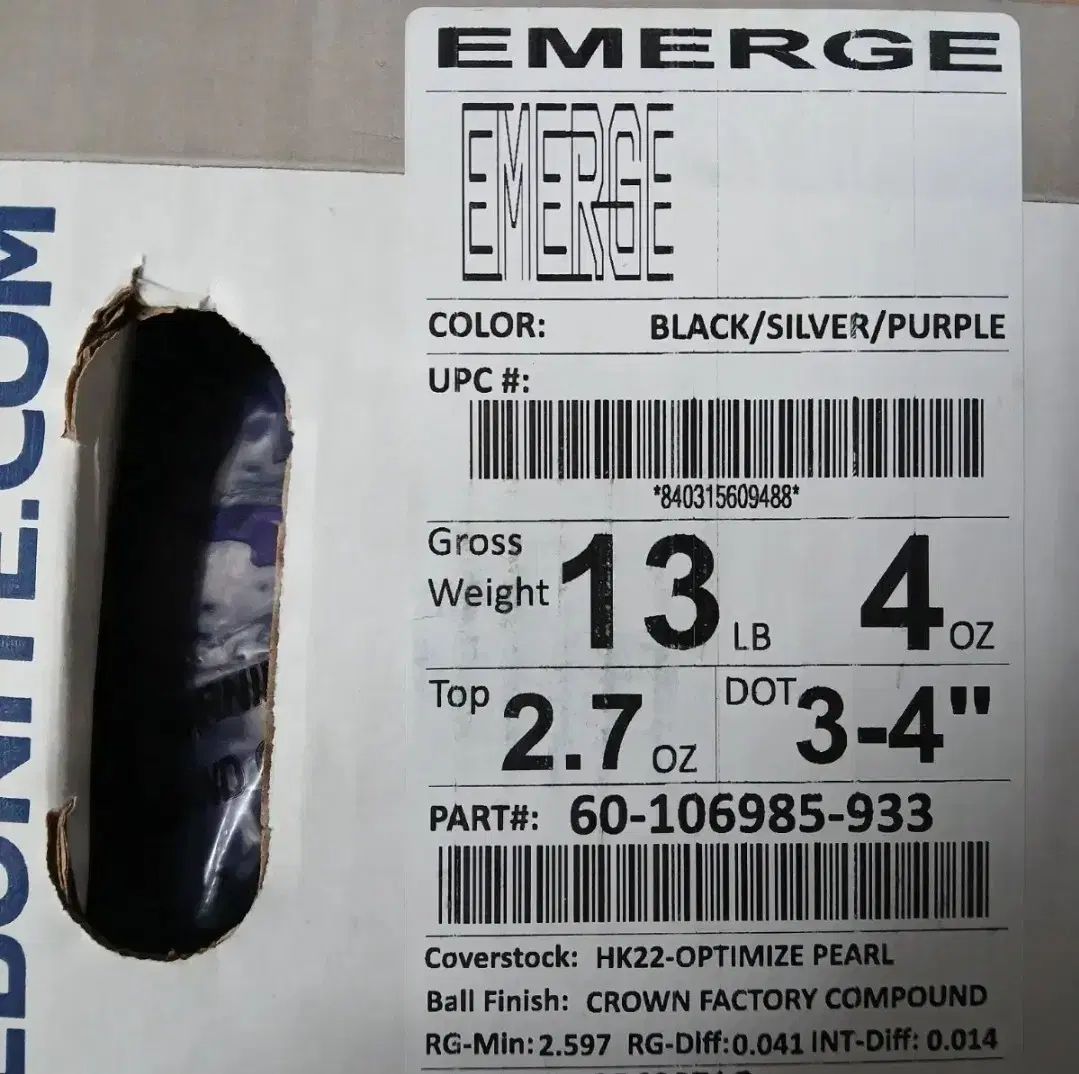 EMERGE
EMERGE
COLOR: BLACK/SILVER/PURPLE
UPC #:
*840315609488*
Gross Weight 13 LB 4 OZ
Top 2.7 OZ DOT 3-4"
PART#: 60-106985-933
Coverstock: HK22-OPTIMIZE PEARL
Ball Finish: CROWN FACTORY COMPOUND
RG-Min: 2.597 RG-Diff: 0.041 INT-Diff: 0.014
EBONITE.COM